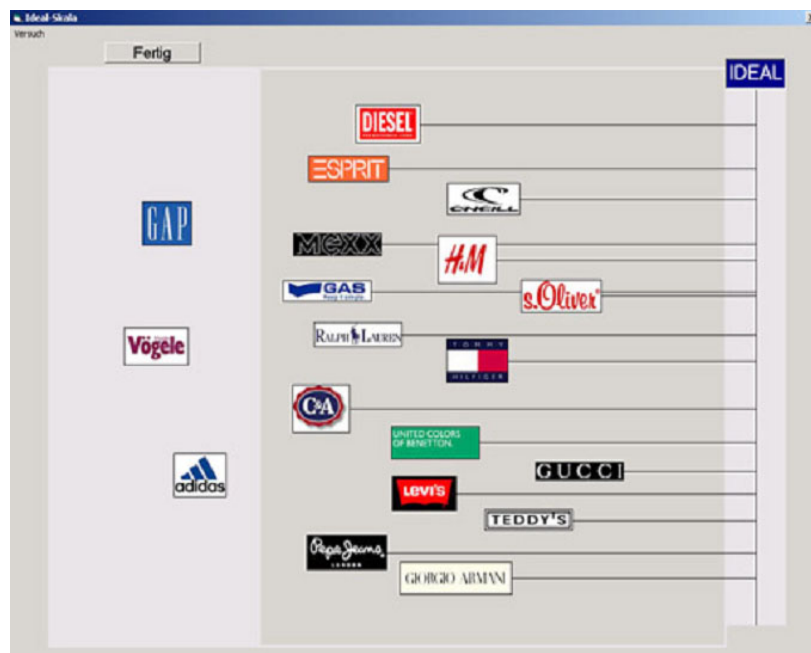 Ideal-Skala
Versuch
Fertig
IDEAL
DIESEL
ESPRIT
O'NEILL
GAP
MEXX
H&M
GAS
s.Oliver
RALPH LAUREN
TOMMY
HILFIGER
Vögele
C&A
UNITED COLORS
OF BENETTON.
GUCCI
adidas
LEVI'S
TEDDY'S
Pepe Jeans
LONDON
GIORGIO ARMANI